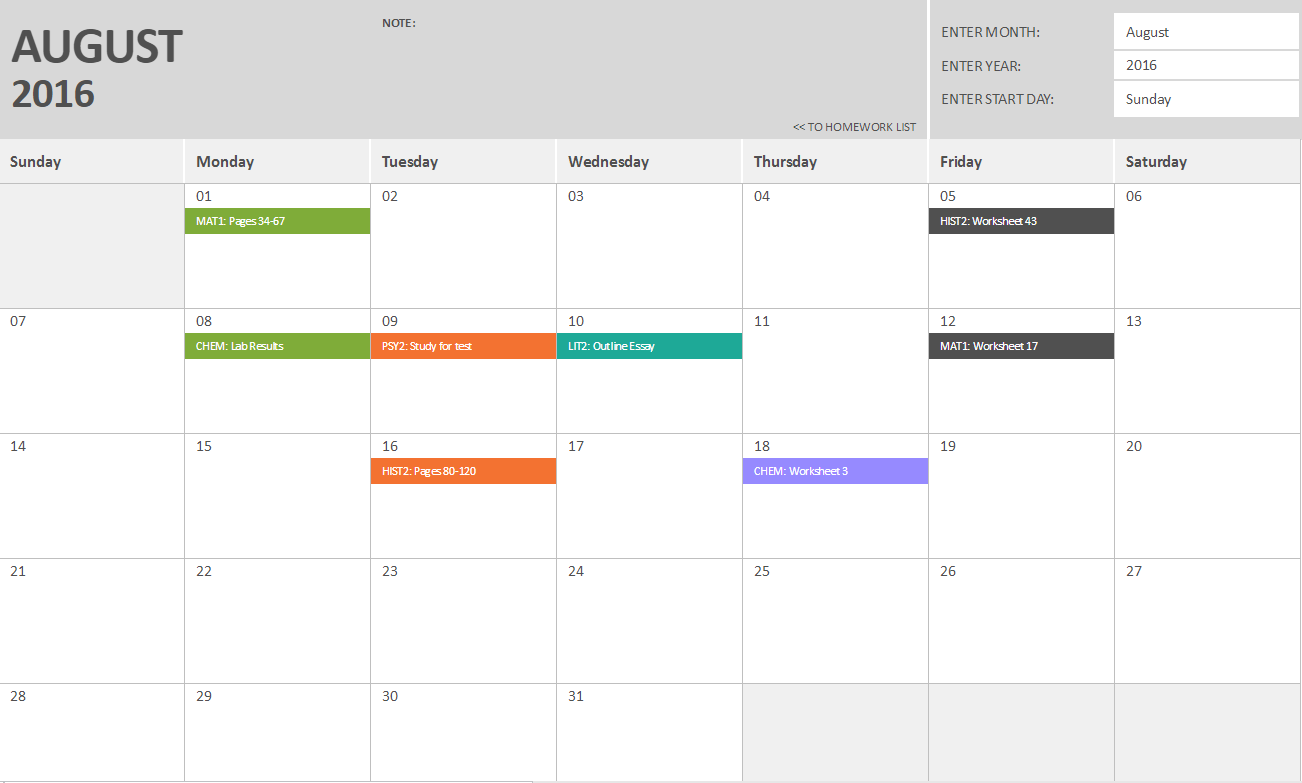 AUGUST
2016
NOTE:
<< TO HOMEWORK LIST
ENTER MONTH: August
ENTER YEAR: 2016
ENTER START DAY: Sunday
Sunday Monday Tuesday Wednesday Thursday Friday Saturday
01 02 03 04 05 06
MAT1: Pages 34-67 HIST2: Worksheet 43
07 08 09 10 11 12 13
CHEM: Lab Results PSY2: Study for test LIT2: Outline Essay MAT1: Worksheet 17
14 15 16 17 18 19 20
HIST2: Pages 80-120 CHEM: Worksheet 3
21 22 23 24 25 26 27
28 29 30 31